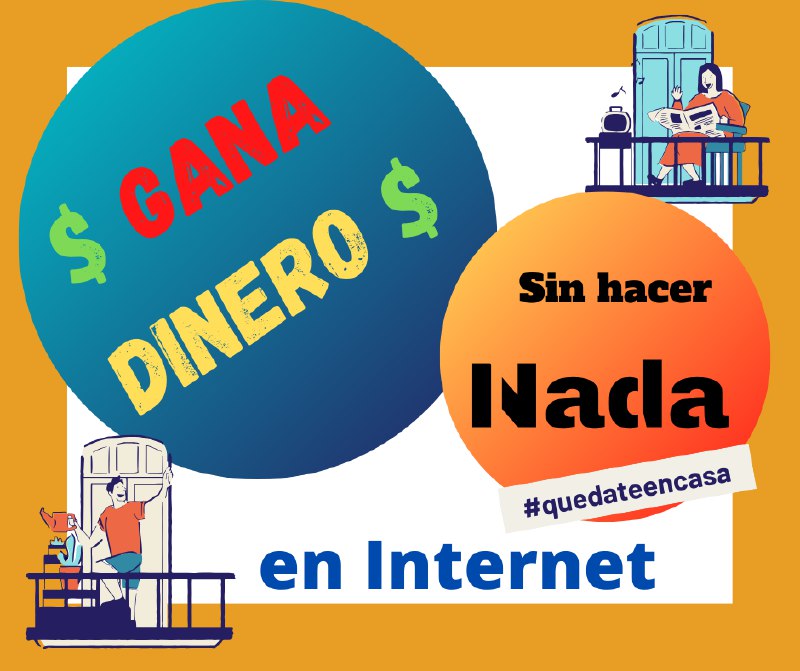 $ GANA
DINERO $
Sin hacer
Nada
#quedateencasa
en Internet